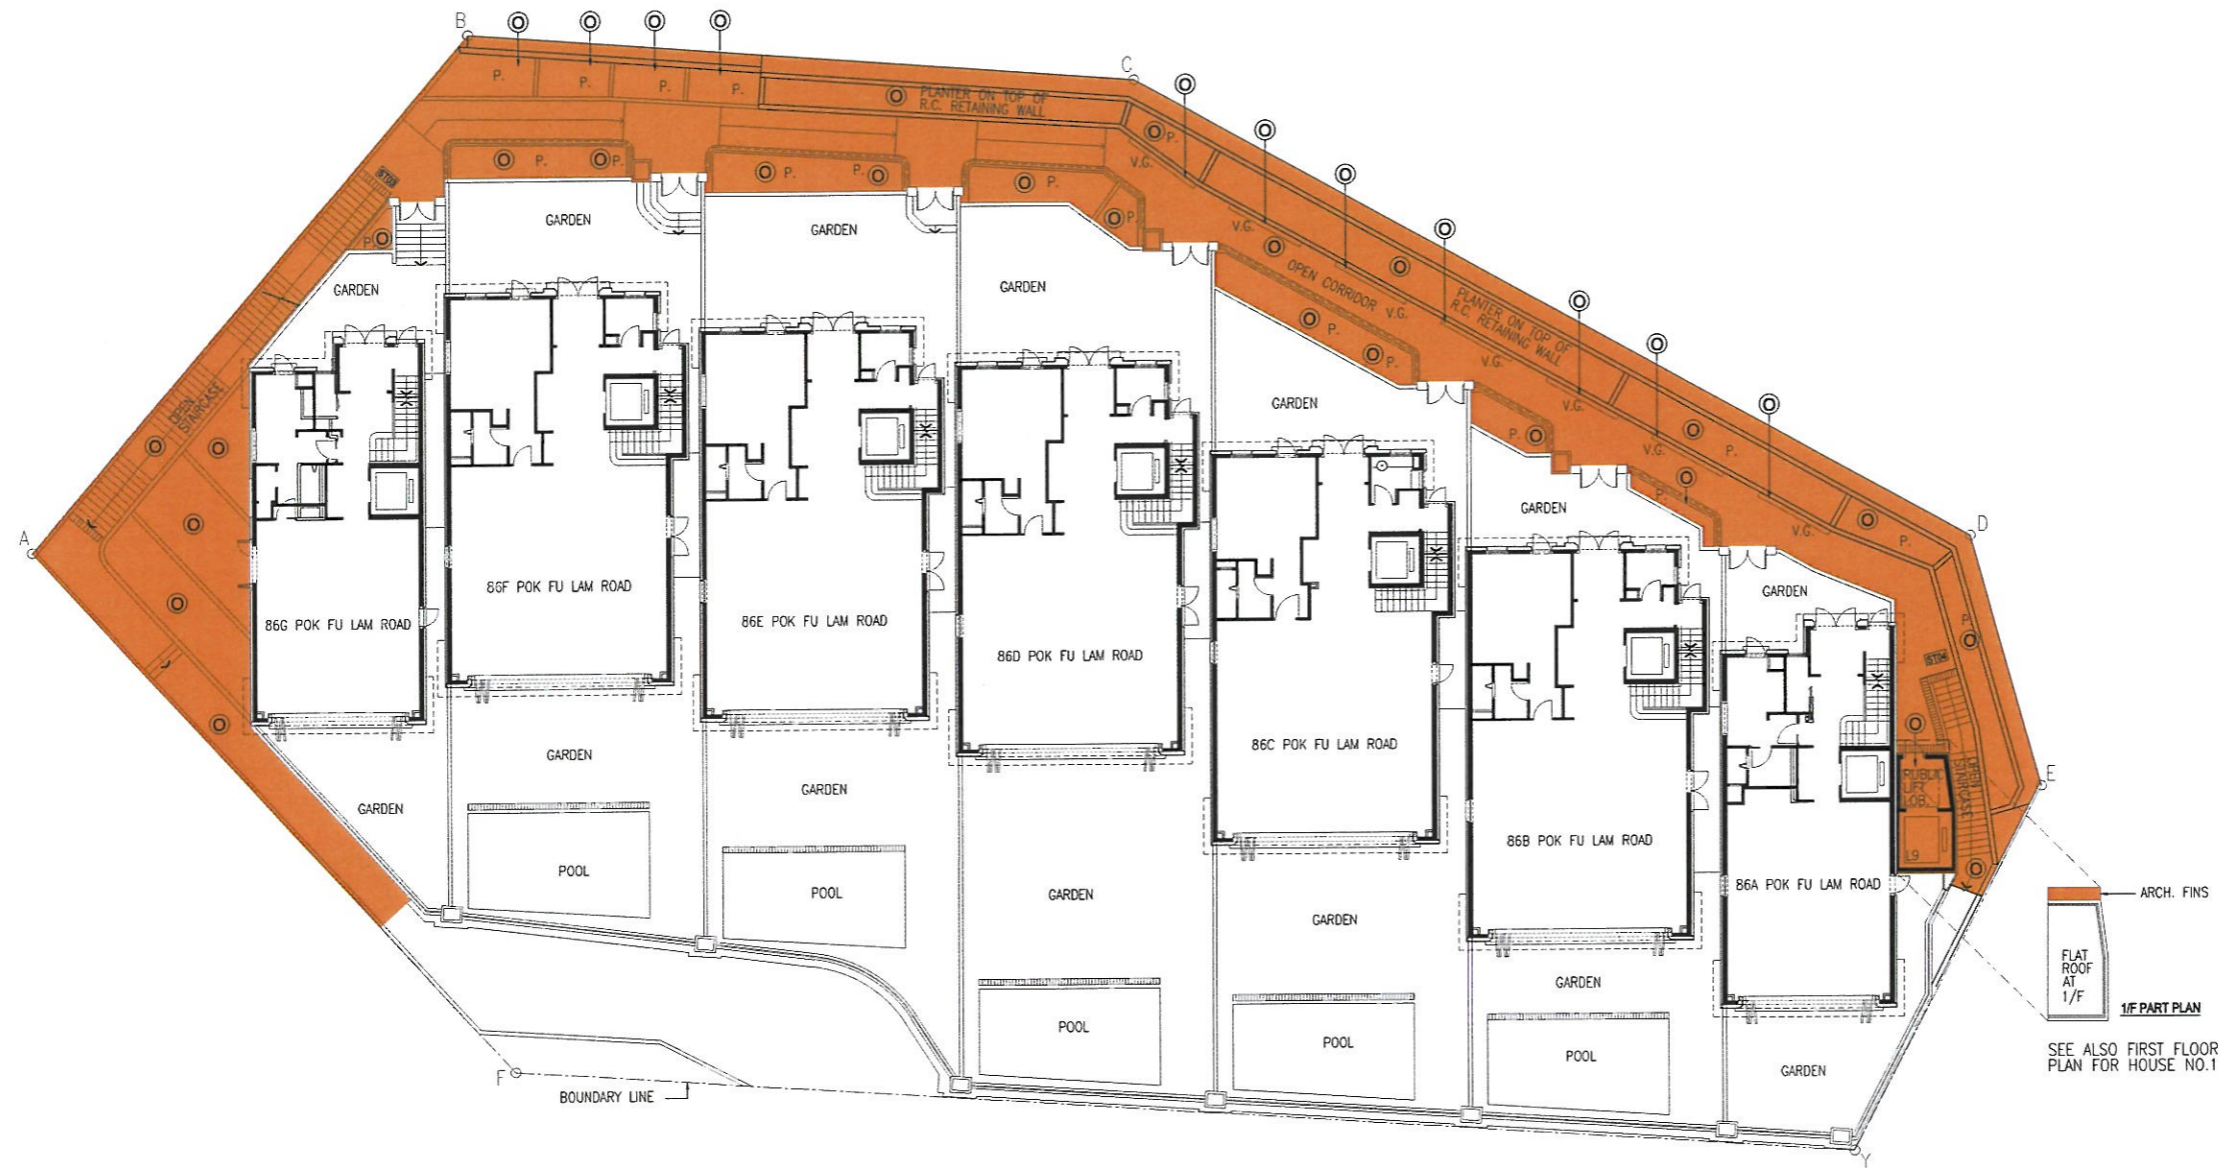 B
O O O O
P. P. P. P.
C
O
O PLANTER ON TOP OF
R.C. RETAINING WALL
O P.
V.G.
O P. O P.
O P. P. O
O P.
O P.
ST03
P. O
O O O O O O
GARDEN
GARDEN
GARDEN
GARDEN
V.G.
O
OPEN CORRIDOR V.G.
O
PLANTER ON TOP OF
R.C. RETAINING WALL
O P.
O P.
V.G.
V.G.
V.G.
V.G.
O
P.
O
P.
D
OPEN
STAIRCASE
O O
O
O
O
A
GARDEN
P. O
O
P.
GARDEN
GARDEN
86G POK FU LAM ROAD
86F POK FU LAM ROAD
86E POK FU LAM ROAD
86D POK FU LAM ROAD
86C POK FU LAM ROAD
86B POK FU LAM ROAD
86A POK FU LAM ROAD
P.
O
ST04
O
PUBLIC
LIFT
LOB.
L9
OPEN
STAIRCASE
O
E
GARDEN
GARDEN
GARDEN
GARDEN
GARDEN
GARDEN
GARDEN
POOL
POOL
POOL
POOL
POOL
ARCH. FINS
FLAT
ROOF
AT
1/F
1/F PART PLAN
SEE ALSO FIRST FLOOR
PLAN FOR HOUSE NO.1
F
BOUNDARY LINE
Y